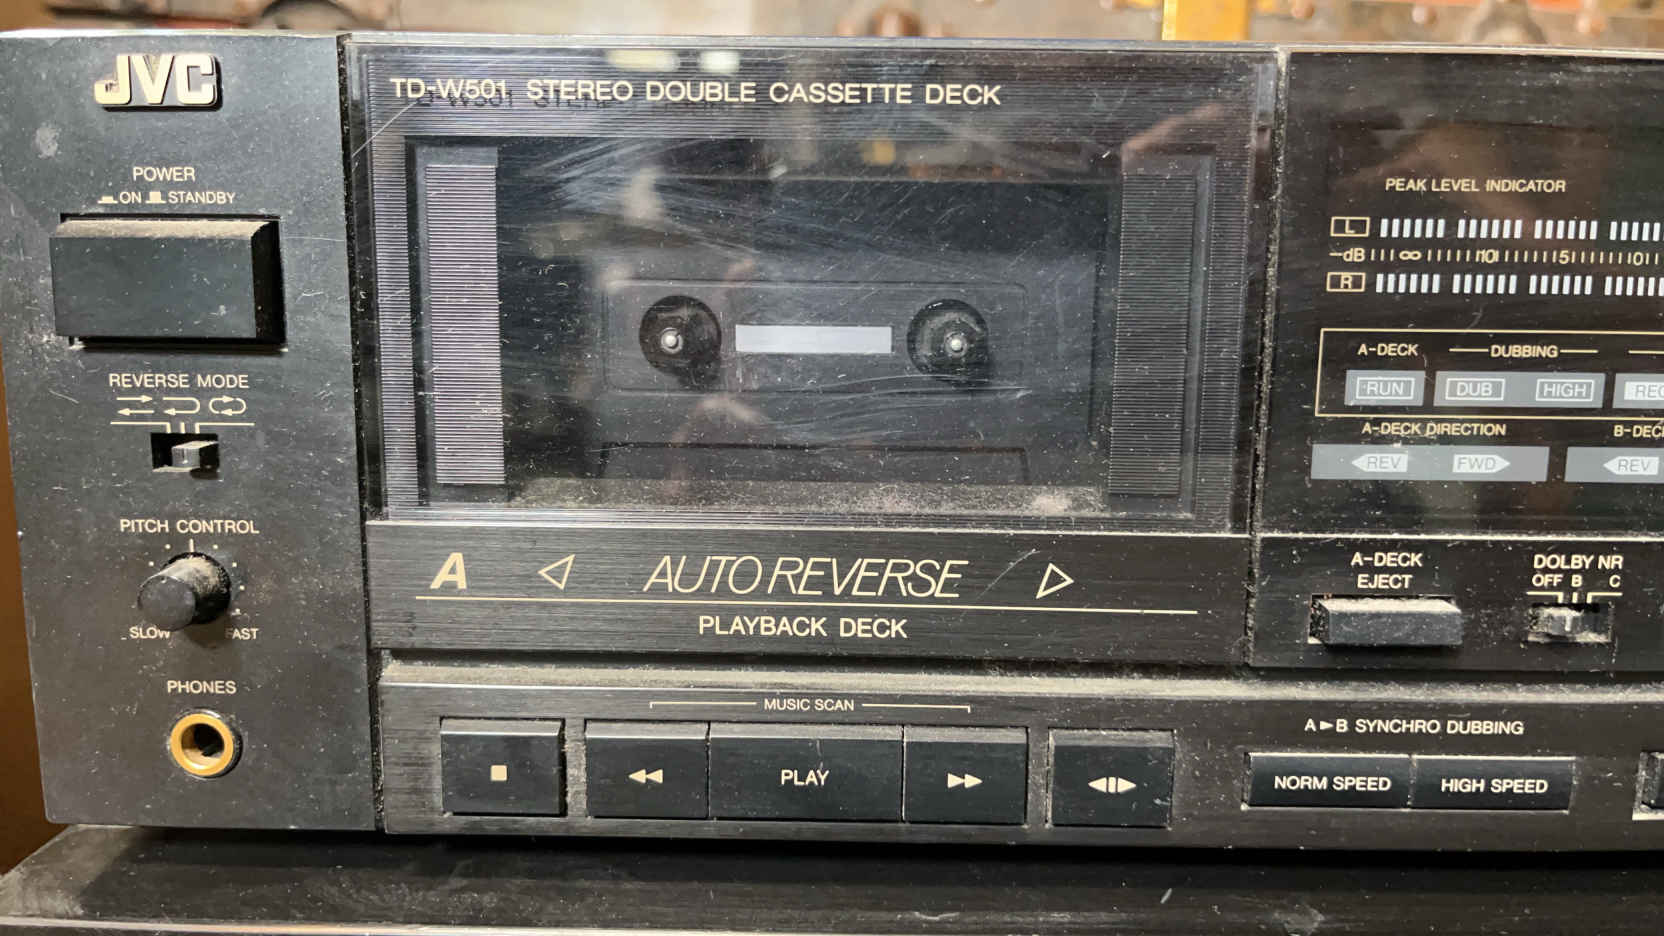 JVC
TD-W501 STEREO DOUBLE CASSETTE DECK
POWER
ON STANDBY
REVERSE MODE
PITCH CONTROL
SLOW FAST
PHONES
A AUTO REVERSE
PLAYBACK DECK
MUSIC SCAN
PLAY
PEAK LEVEL INDICATOR
L
-dB ∞ 10 5 0
R
A-DECK DUBBING
RUN DUB HIGH
A-DECK DIRECTION
REV FWD REV
A-DECK
EJECT
DOLBY NR
OFF B C
A►B SYNCHRO DUBBING
NORM SPEED HIGH SPEED